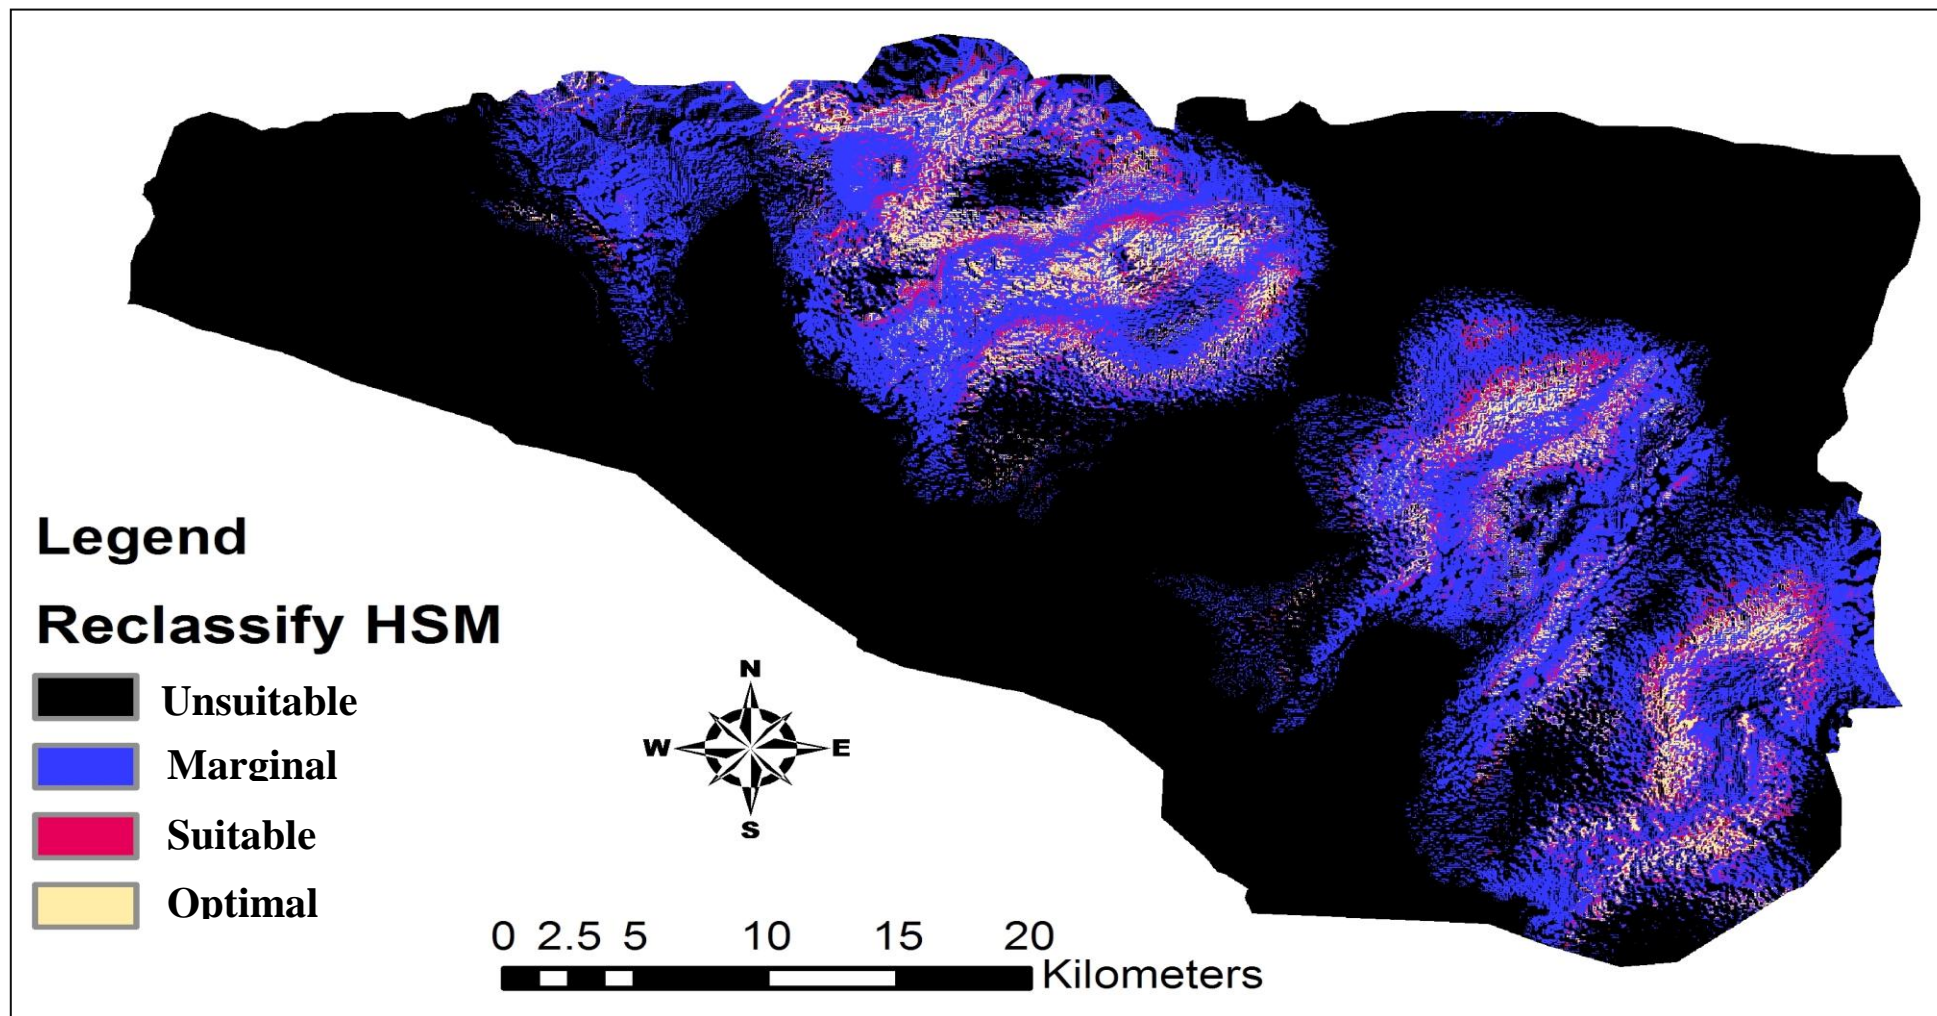 Legend
Reclassify HSM
Unsuitable
Marginal
Suitable
Optimal
N
W E
S
0 2.5 5 10 15 20
Kilometers